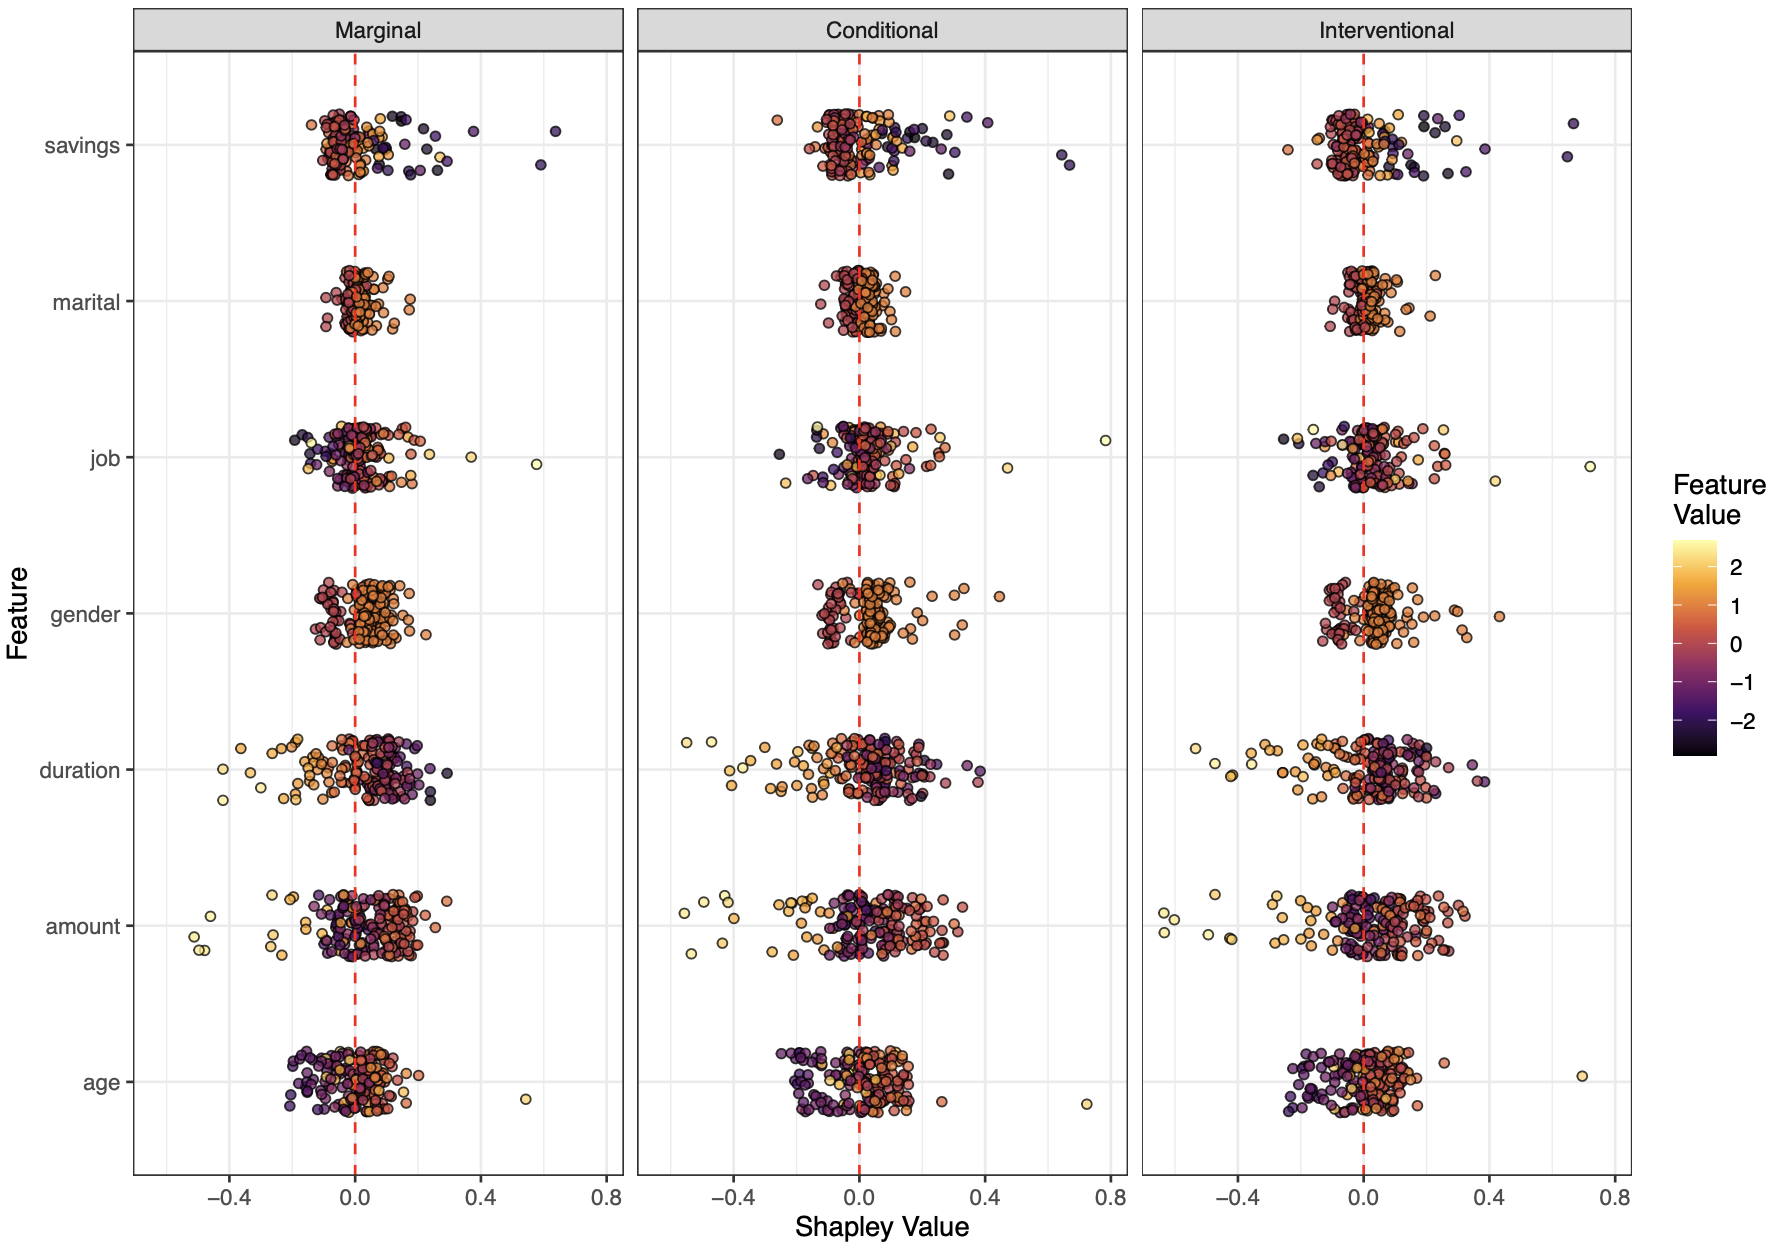 Marginal
Conditional
Interventional
savings
marital
job
gender
duration
amount
age
Feature
−0.4 0.0 0.4 0.8
−0.4 0.0 0.4 0.8
−0.4 0.0 0.4 0.8
Shapley Value
Feature
Value
2
1
0
−1
−2